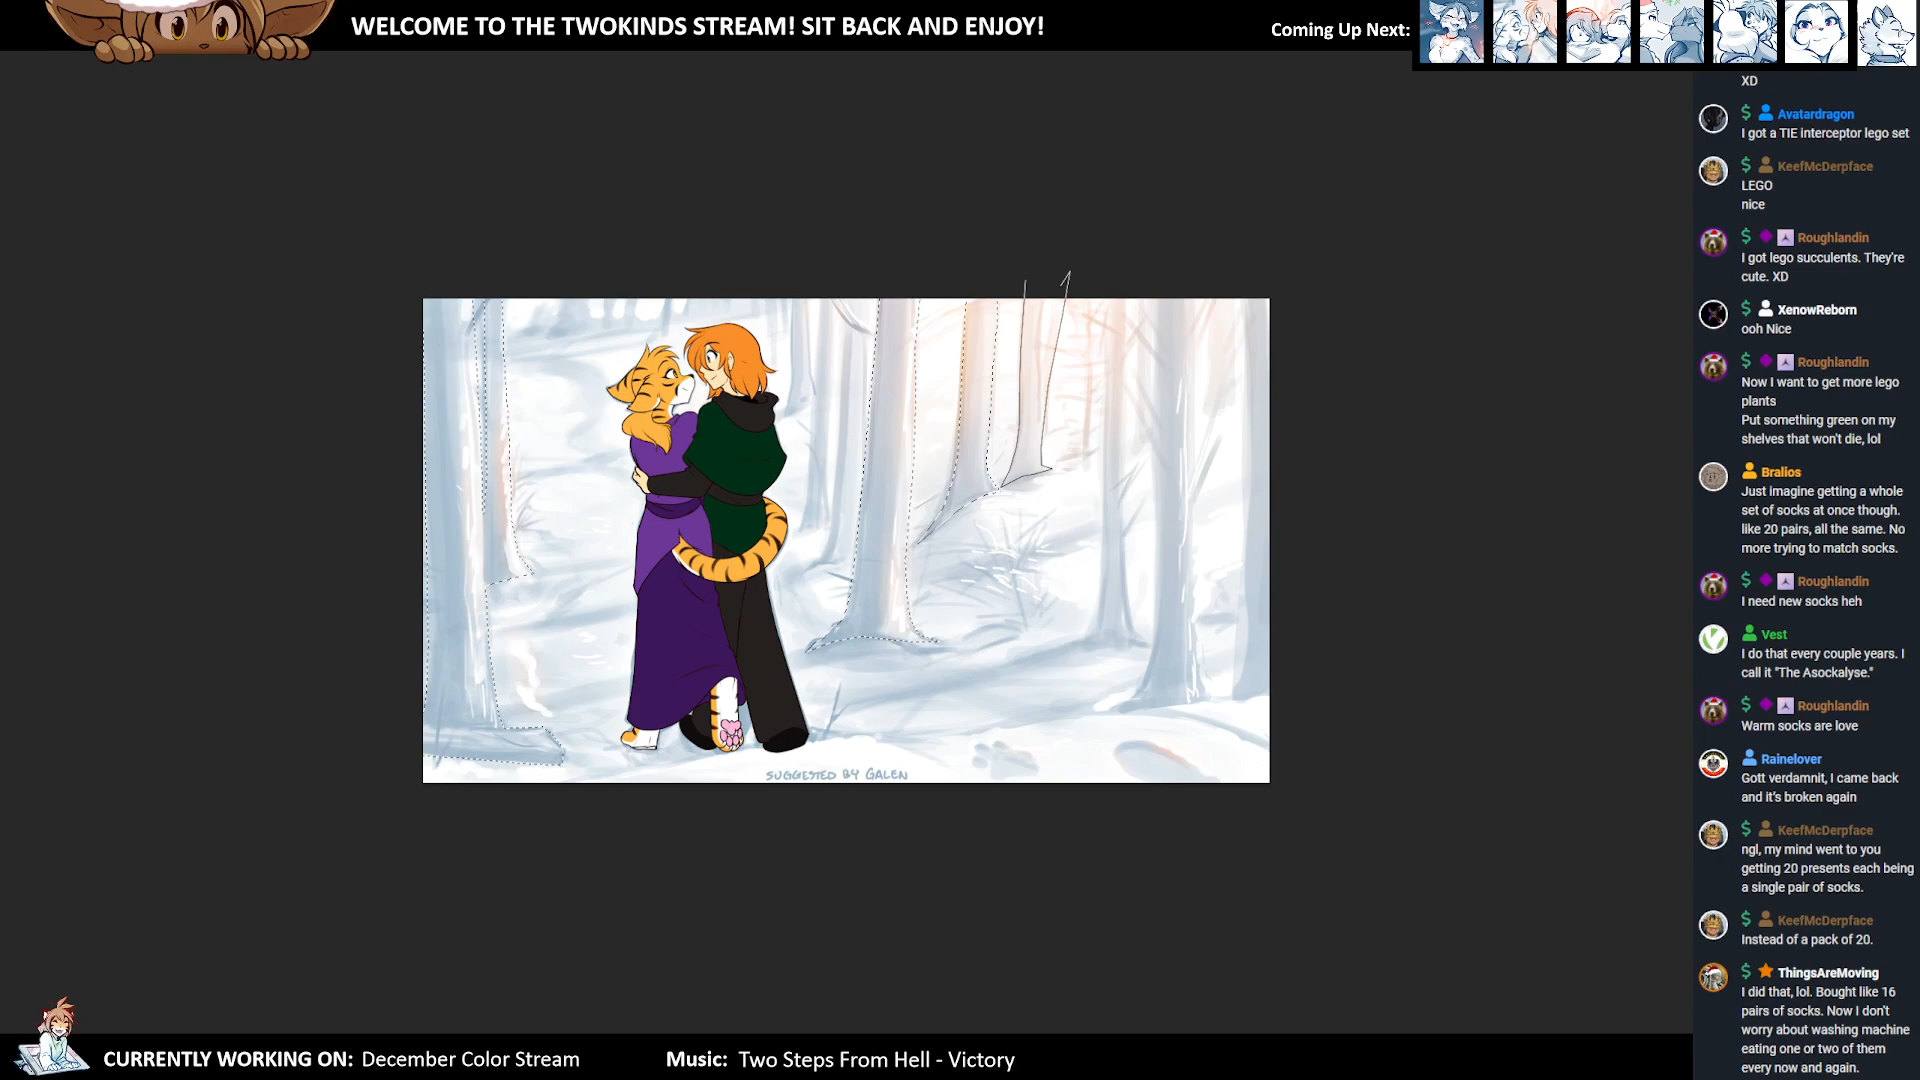 WELCOME TO THE TWOKINDS STREAM! SIT BACK AND ENJOY!
Coming Up Next:
XD
Avatardragon
I got a TIE interceptor lego set
KeefMcDerpface
LEGO
nice
Roughlandin
I got lego succulents. They're
cute. XD
XenowReborn
ooh Nice
Roughlandin
Now I want to get more lego
plants
Put something green on my
shelves that won't die, lol
Bralios
Just imagine getting a whole
set of socks at once though.
like 20 pairs, all the same. No
more trying to match socks.
Roughlandin
I need new socks heh
Vest
I do that every couple years. I
call it "The Asockalyse."
Roughlandin
Warm socks are love
Rainelover
Gott verdamnit, I came back
and it's broken again
KeefMcDerpface
ngl, my mind went to you
getting 20 presents each being
a single pair of socks.
KeefMcDerpface
Instead of a pack of 20.
ThingsAreMoving
I did that, lol. Bought like 16
pairs of socks. Now I don't
worry about washing machine
eating one or two of them
every now and again.
SUGGESTED BY GALEN
CURRENTLY WORKING ON: December Color Stream
Music: Two Steps From Hell - Victory